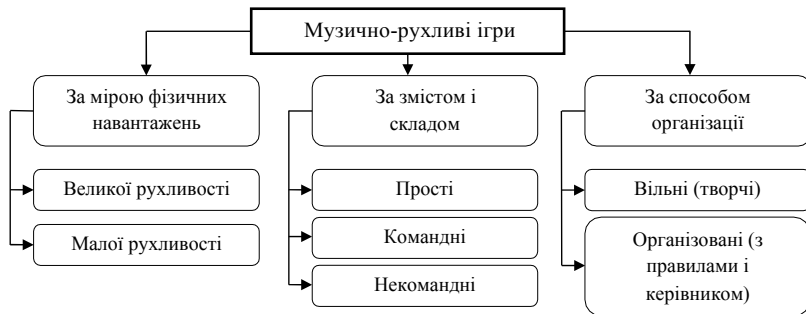 Музично-рухливі ігри
За мірою фізичних
навантажень
Великої рухливості
Малої рухливості
За змістом і
складом
Прості
Командні
Некомандні
За способом
організації
Вільні (творчі)
Організовані (з
правилами і
керівником)